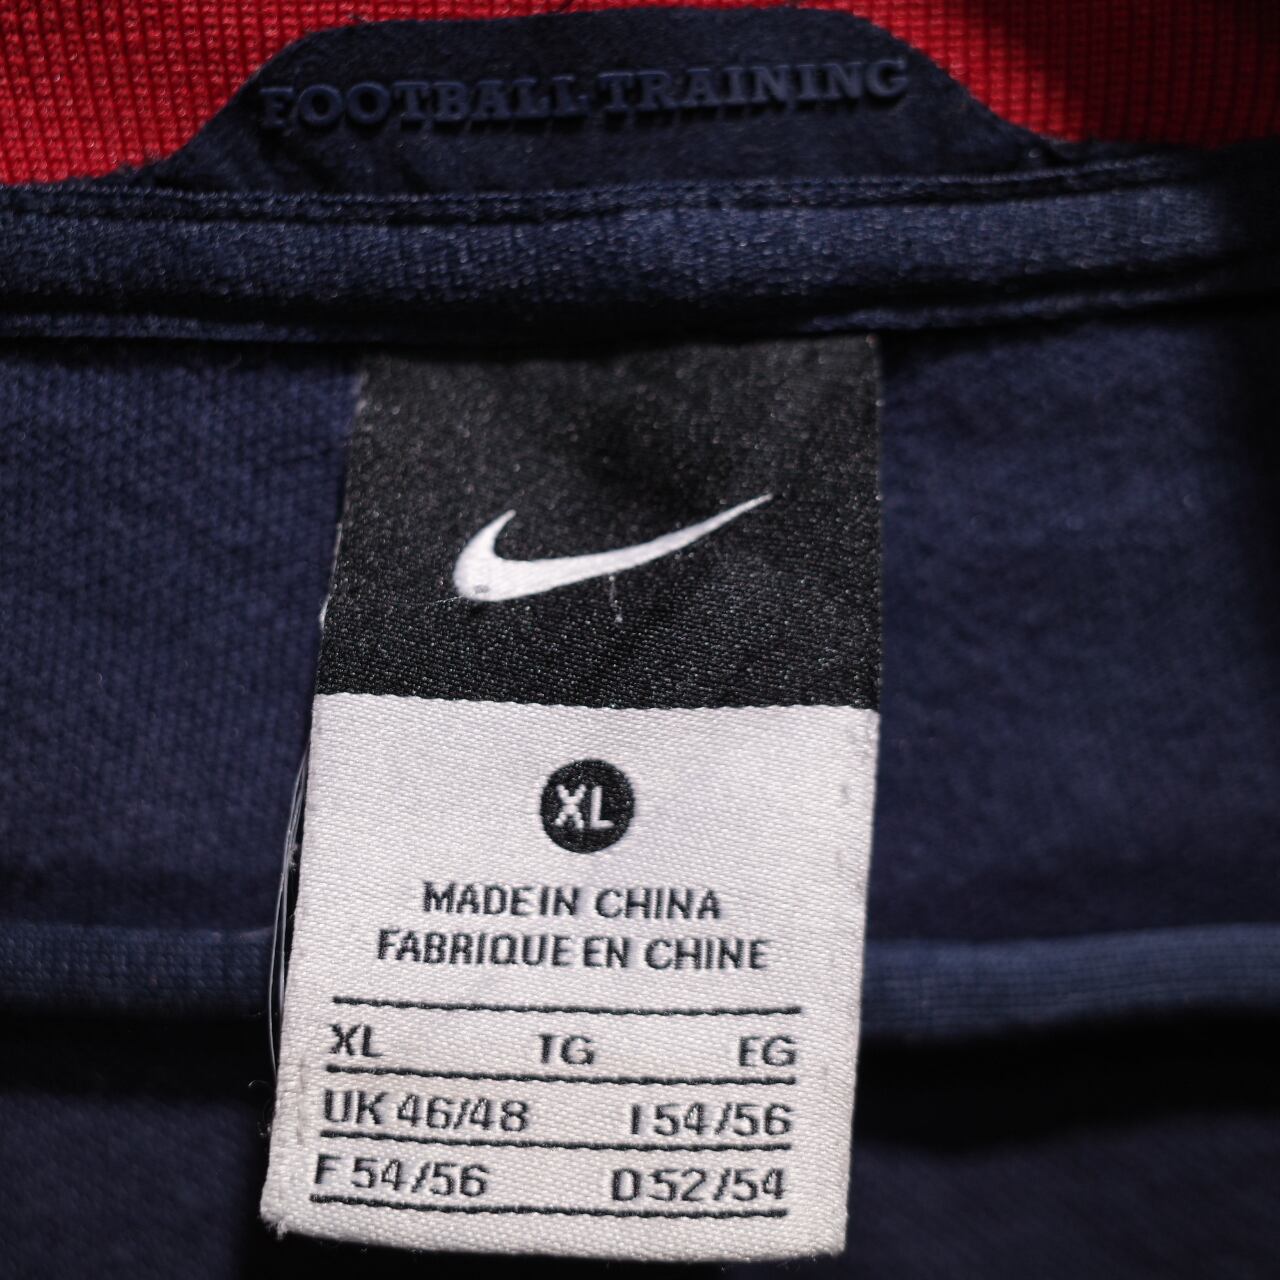 FOOTBALL TRAINING
XL
MADE IN CHINA
FABRIQUE EN CHINE
XL TG EG
UK 46/48 I 54/56
F 54/56 D 52/54